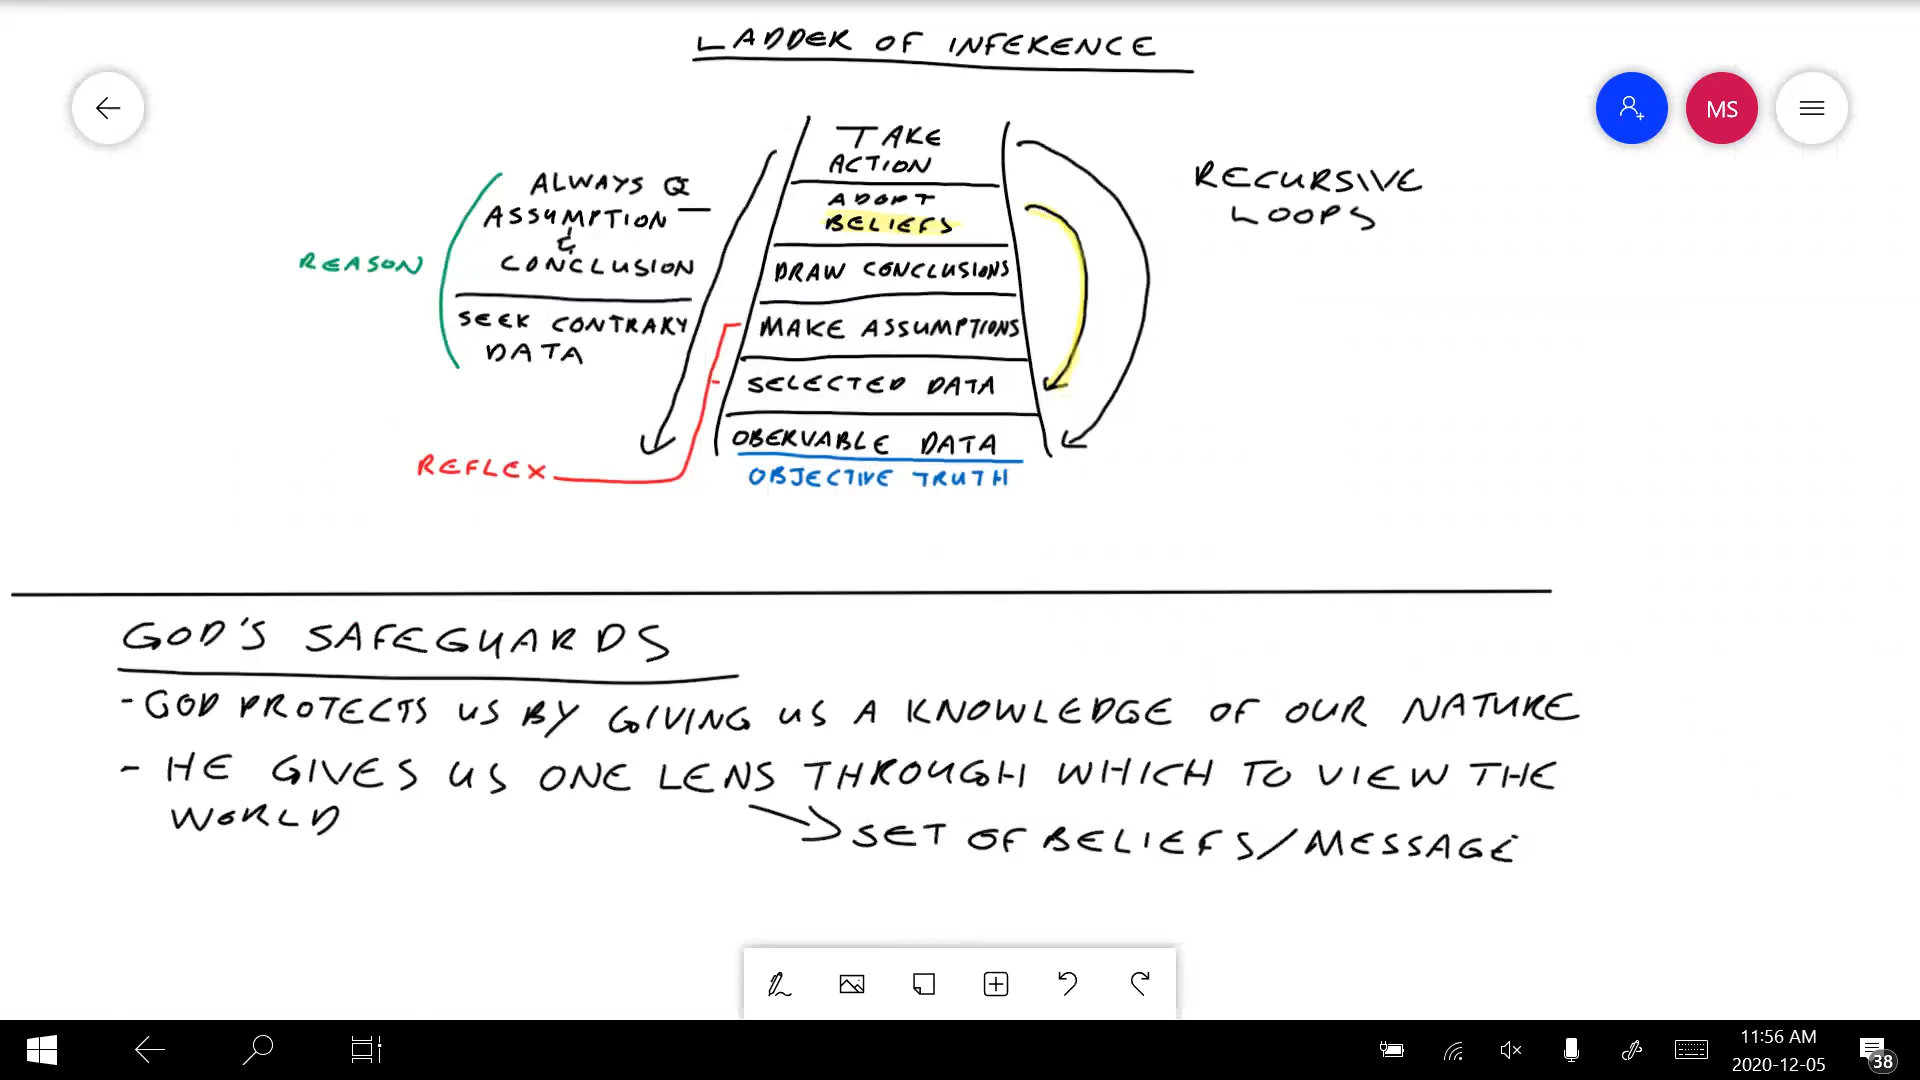 LADDER OF INFERENCE
MS
TAKE
ACTION
ADOPT
BELIEFS
DRAW CONCLUSIONS
MAKE ASSUMPTIONS
SELECTED DATA
OBERVABLE DATA
OBJECTIVE TRUTH
RECURSIVE
LOOPS
ALWAYS Q
ASSUMPTION
&
CONCLUSION
SEEK CONTRARY
DATA
REASON
REFLEX
GOD'S SAFEGUARDS
- GOD PROTECTS US BY GIVING US A KNOWLEDGE OF OUR NATURE
- HE GIVES US ONE LENS THROUGH WHICH TO VIEW THE
WORLD
SET OF BELIEFS/MESSAGE
11:56 AM
2020-12-05
38